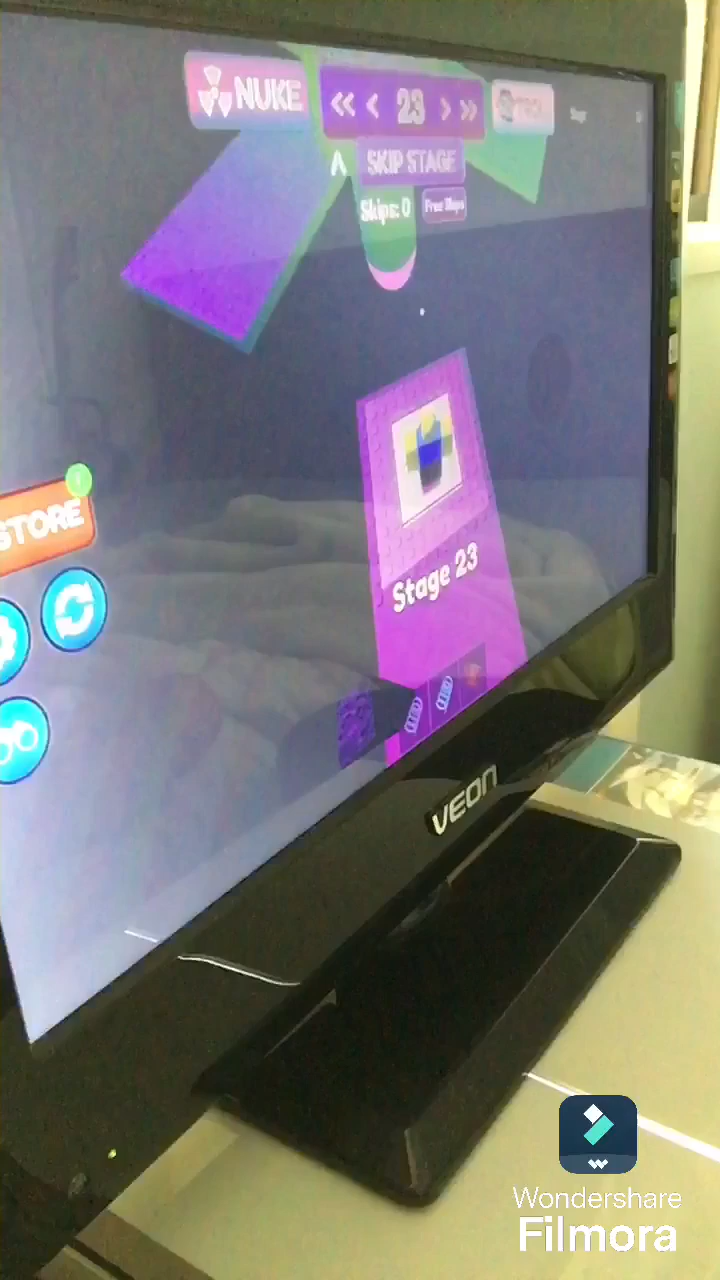 NUKE
<< < 23 > >>
SKIP STAGE
Skips: 0
Free Skips
STORE
Stage 23
VEON
Wondershare
Filmora